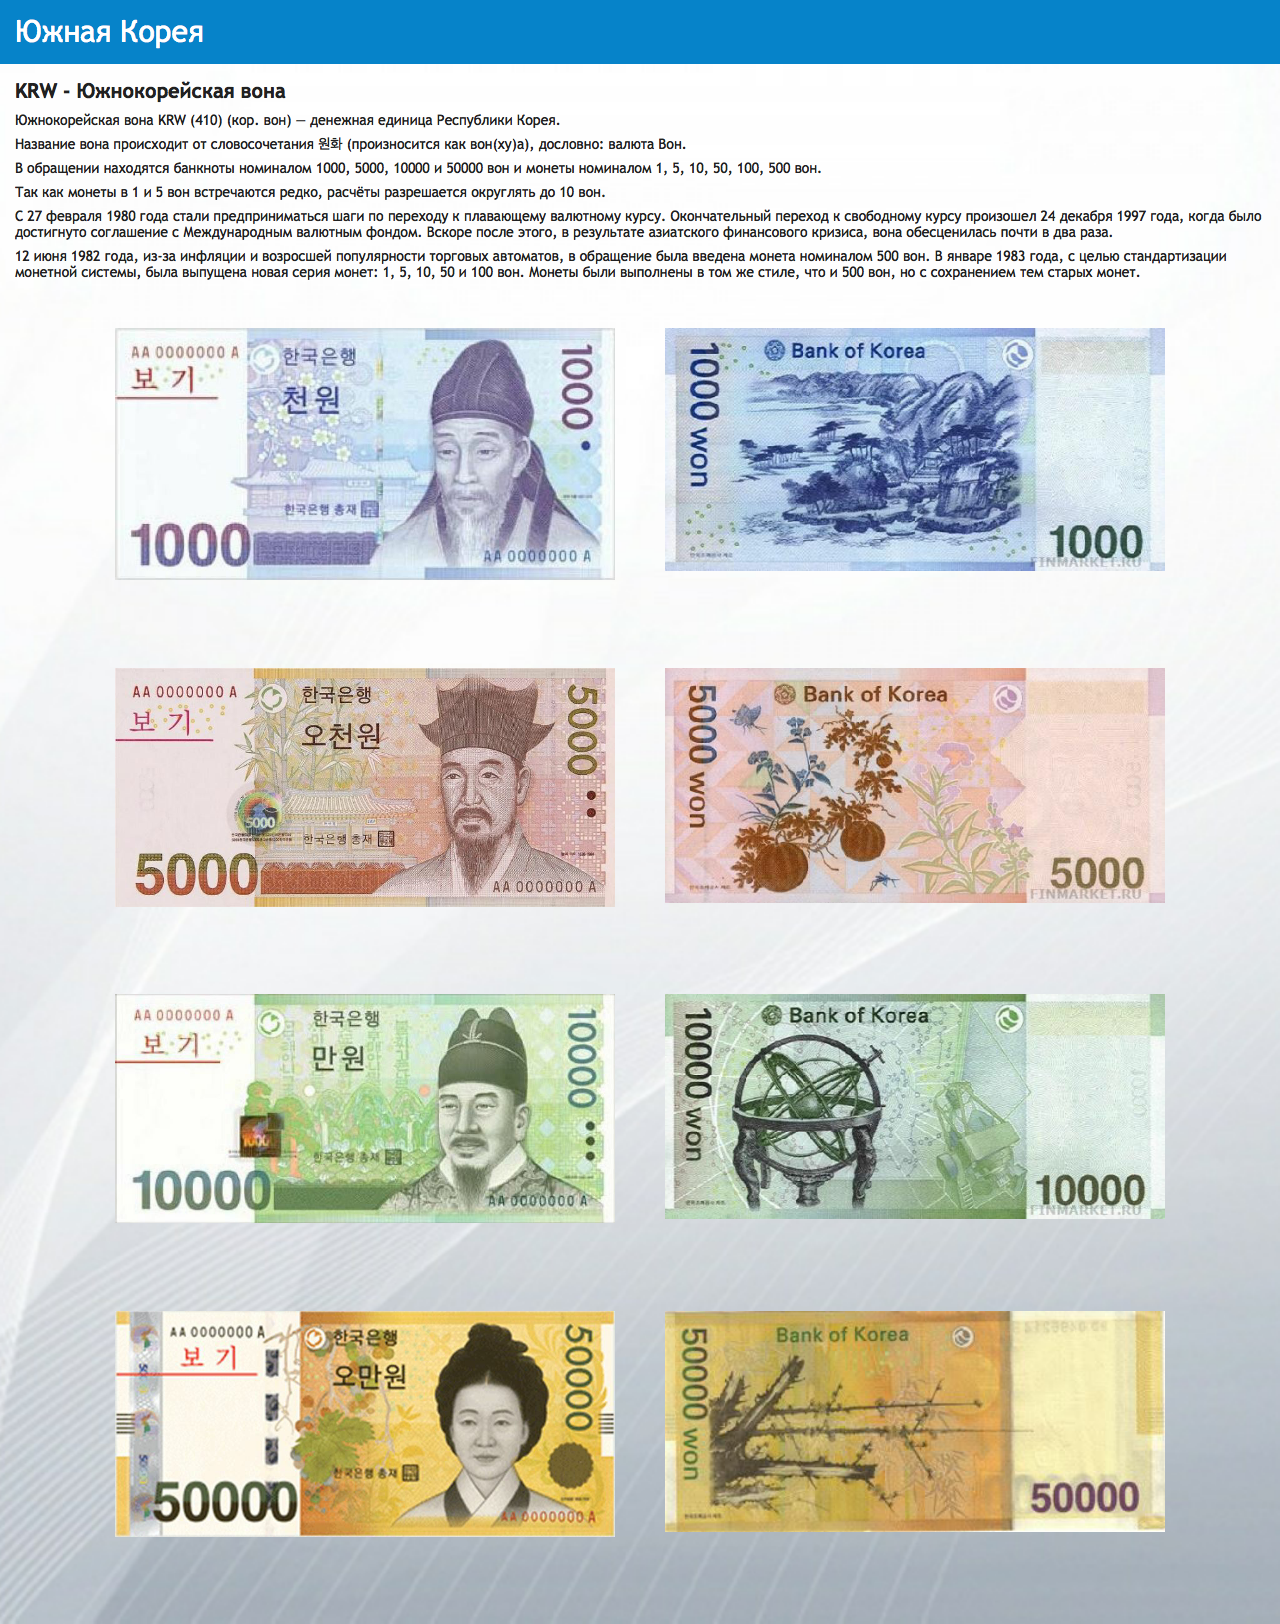 Южная Корея
KRW - Южнокорейская вона
Южнокорейская вона KRW (410) (кор. вон) — денежная единица Республики Корея.
Название вона происходит от словосочетания 원화 (произносится как вон(ху)а), дословно: валюта Вон.
В обращении находятся банкноты номиналом 1000, 5000, 10000 и 50000 вон и монеты номиналом 1, 5, 10, 50, 100, 500 вон.
Так как монеты в 1 и 5 вон встречаются редко, расчёты разрешается округлять до 10 вон.
С 27 февраля 1980 года стали предприниматься шаги по переходу к плавающему валютному курсу. Окончательный переход к свободному курсу произошел 24 декабря 1997 года, когда было
достигнуто соглашение с Международным валютным фондом. Вскоре после этого, в результате азиатского финансового кризиса, вона обесценилась почти в два раза.
12 июня 1982 года, из-за инфляции и возросшей популярности торговых автоматов, в обращение была введена монета номиналом 500 вон. В январе 1983 года, с целью стандартизации
монетной системы, была выпущена новая серия монет: 1, 5, 10, 50 и 100 вон. Монеты были выполнены в том же стиле, что и 500 вон, но с сохранением тем старых монет.
AA 0000000 A
보기
한국은행
천원
1000
한국은행 총재
1000
AA 0000000 A
Bank of Korea
1000 won
1000
FINMARKET.RU
AA 0000000 A
보기
한국은행
오천원
5000
5000
한국은행 총재
5000
AA 0000000 A
Bank of Korea
5000 won
5000
FINMARKET.RU
AA 0000000 A
보기
한국은행
만원
10000
10000
한국은행 총재
10000
AA 0000000 A
Bank of Korea
10000 won
10000
FINMARKET.RU
AA 0000000 A
보기
한국은행
오만원
50000
한국은행 총재
50000
AA 0000000 A
Bank of Korea
50000 won
50000